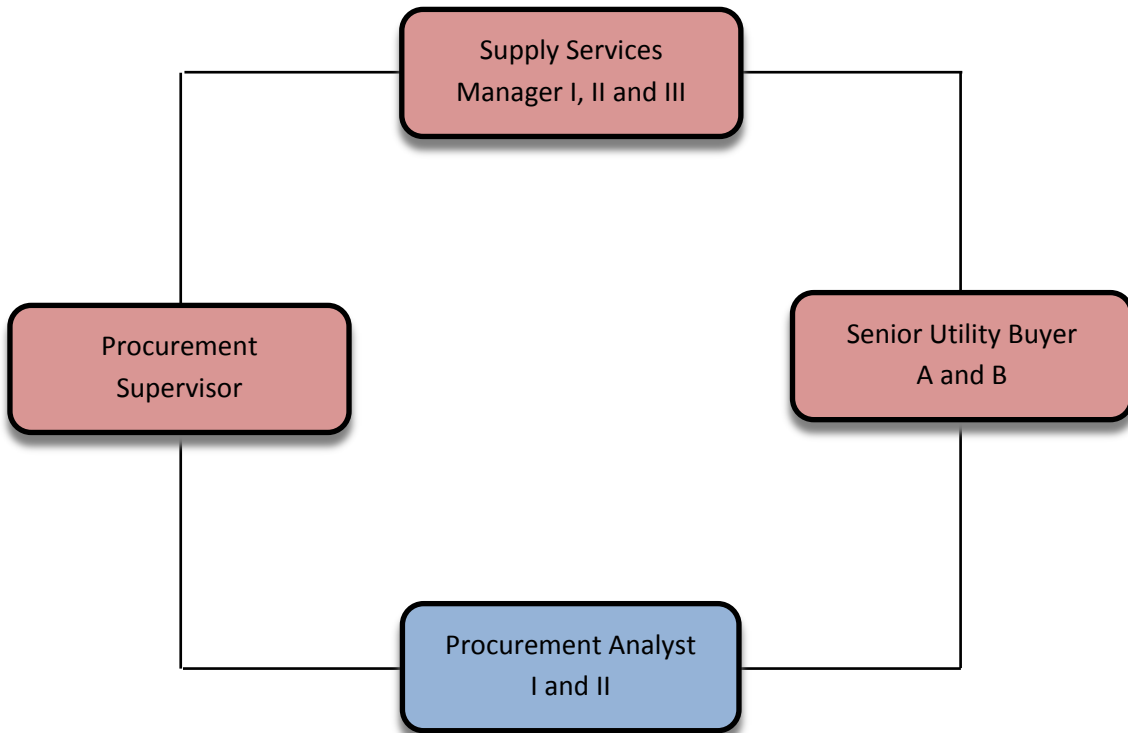 Supply Services
Manager I, II and III
Procurement
Supervisor
Senior Utility Buyer
A and B
Procurement Analyst
I and II